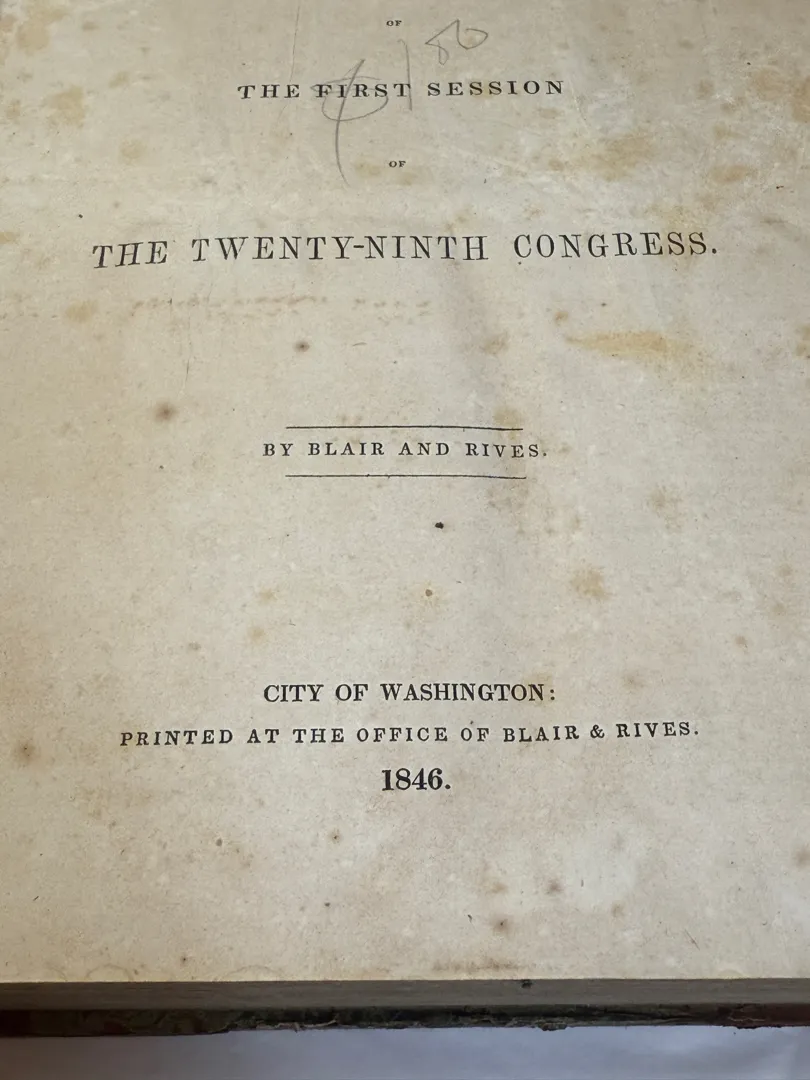 OF
THE FIRST SESSION
OF
THE TWENTY-NINTH CONGRESS.
BY BLAIR AND RIVES.
CITY OF WASHINGTON:
PRINTED AT THE OFFICE OF BLAIR & RIVES.
1846.